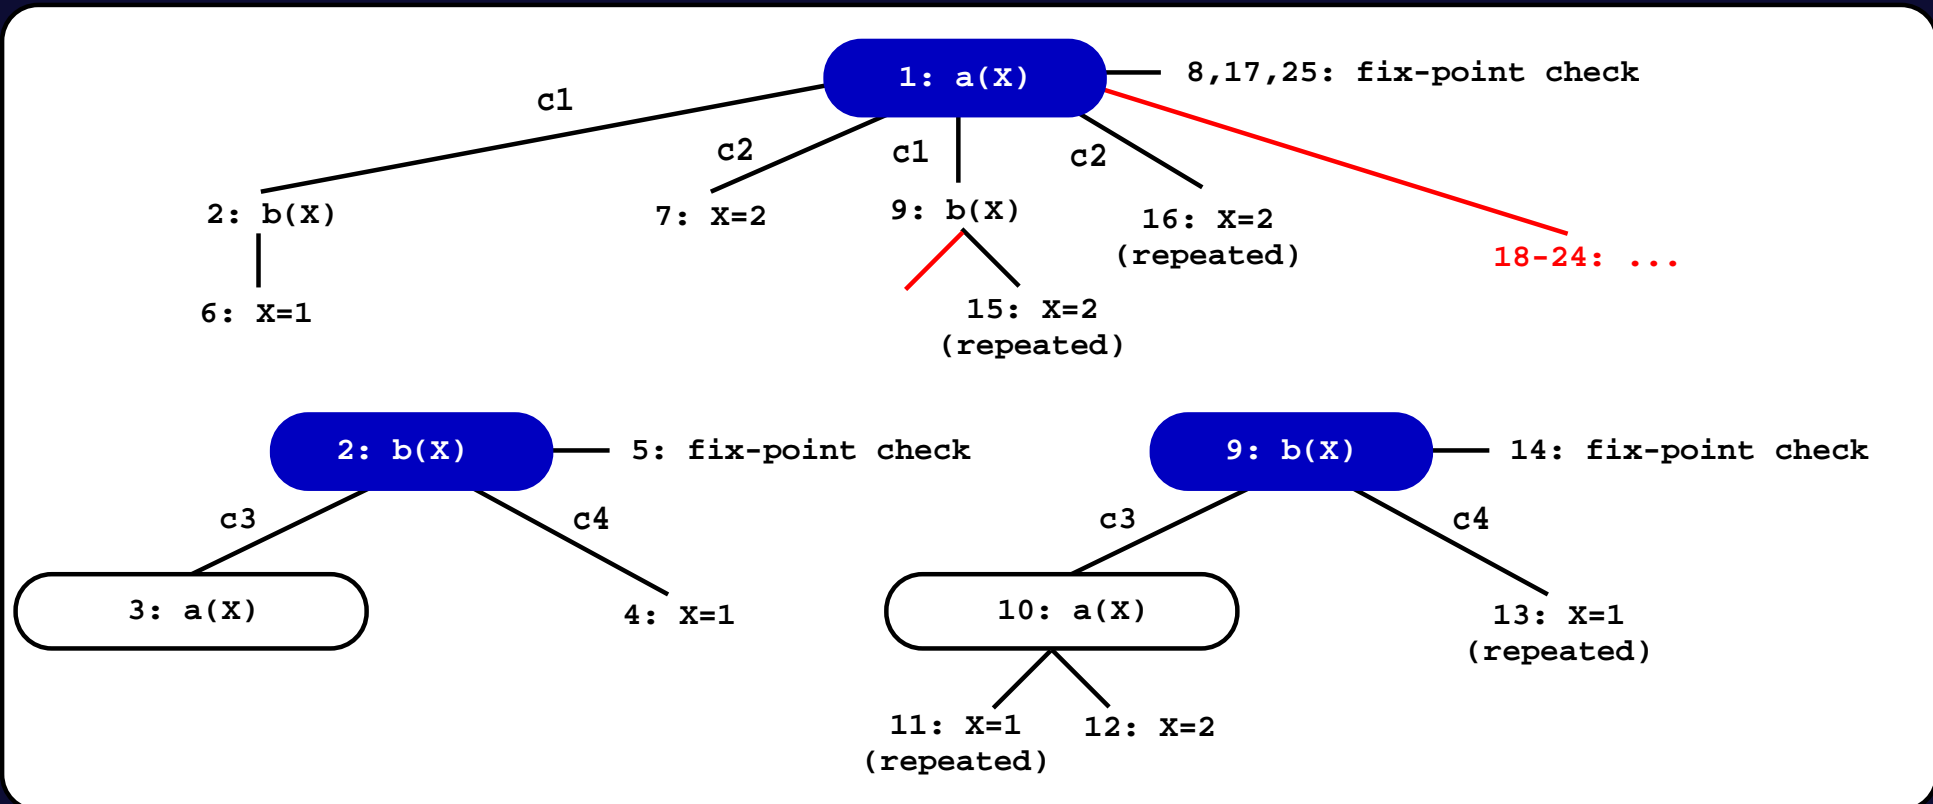 1: a(X)
8,17,25: fix-point check
c1
c2
c1
c2
2: b(X)
7: X=2
9: b(X)
16: X=2
(repeated)
18-24: ...
6: X=1
15: X=2
(repeated)
2: b(X)
5: fix-point check
9: b(X)
14: fix-point check
c3
c4
c3
c4
3: a(X)
4: X=1
10: a(X)
13: X=1
(repeated)
11: X=1
(repeated)
12: X=2